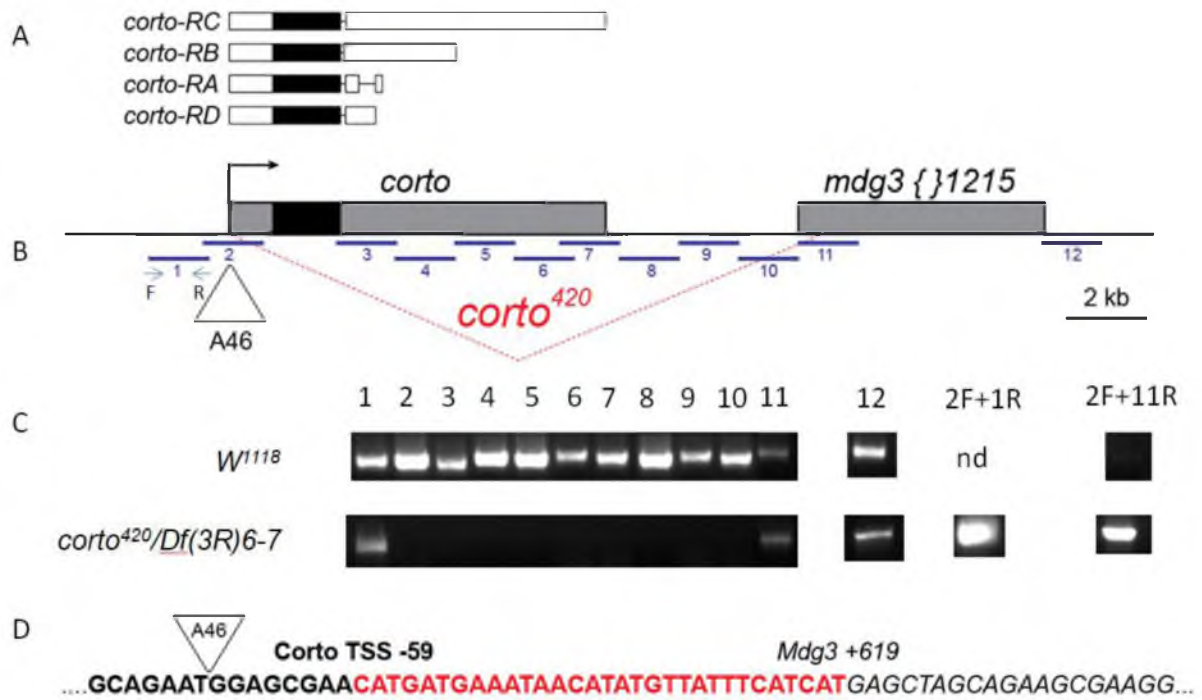 A
corto-RC
corto-RB
corto-RA
corto-RD
corto
mdg3 { }1215
B
1 2 3 4 5 6 7 8 9 10 11 12
F R
A46
corto420
2 kb
C
1 2 3 4 5 6 7 8 9 10 11 12 2F+1R 2F+11R
W1118
nd
corto420/Df(3R)6-7
D
A46
Corto TSS -59
Mdg3 +619
....GCAGAATGGAGCGAACATGATGAAATAACATATGTTATTTCATCATGAGCTAGCAGAAGCGAAGG...